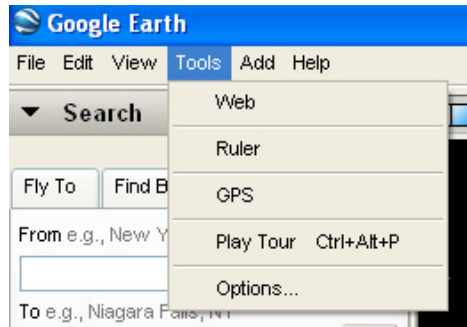 Google Earth
File Edit View Tools Add Help
Search
Web
Ruler
Fly To Find B
GPS
From e.g., New Y
Play Tour Ctrl+Alt+P
Options...
To e.g., Niagara Falls, NY